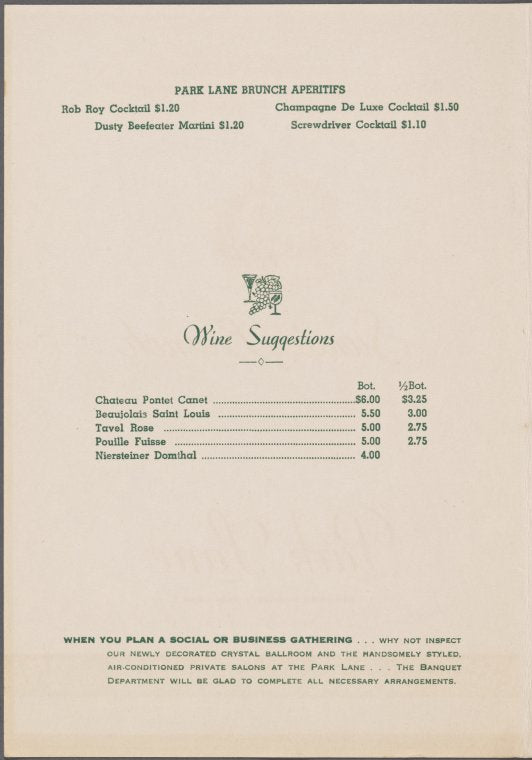 PARK LANE BRUNCH APERITIFS
Rob Roy Cocktail $1.20 Champagne De Luxe Cocktail $1.50
Dusty Beefeater Martini $1.20 Screwdriver Cocktail $1.10
Wine Suggestions
Bot. ½Bot.
Chateau Pontet Canet ........................................$6.00 $3.25
Beaujolais Saint Louis ....................................... 5.50 3.00
Tavel Rose ...................................................... 5.00 2.75
Pouille Fuisse ................................................... 5.00 2.75
Niersteiner Domthal ............................................ 4.00
WHEN YOU PLAN A SOCIAL OR BUSINESS GATHERING . . . WHY NOT INSPECT
OUR NEWLY DECORATED CRYSTAL BALLROOM AND THE HANDSOMELY STYLED,
AIR-CONDITIONED PRIVATE SALONS AT THE PARK LANE . . . THE BANQUET
DEPARTMENT WILL BE GLAD TO COMPLETE ALL NECESSARY ARRANGEMENTS.